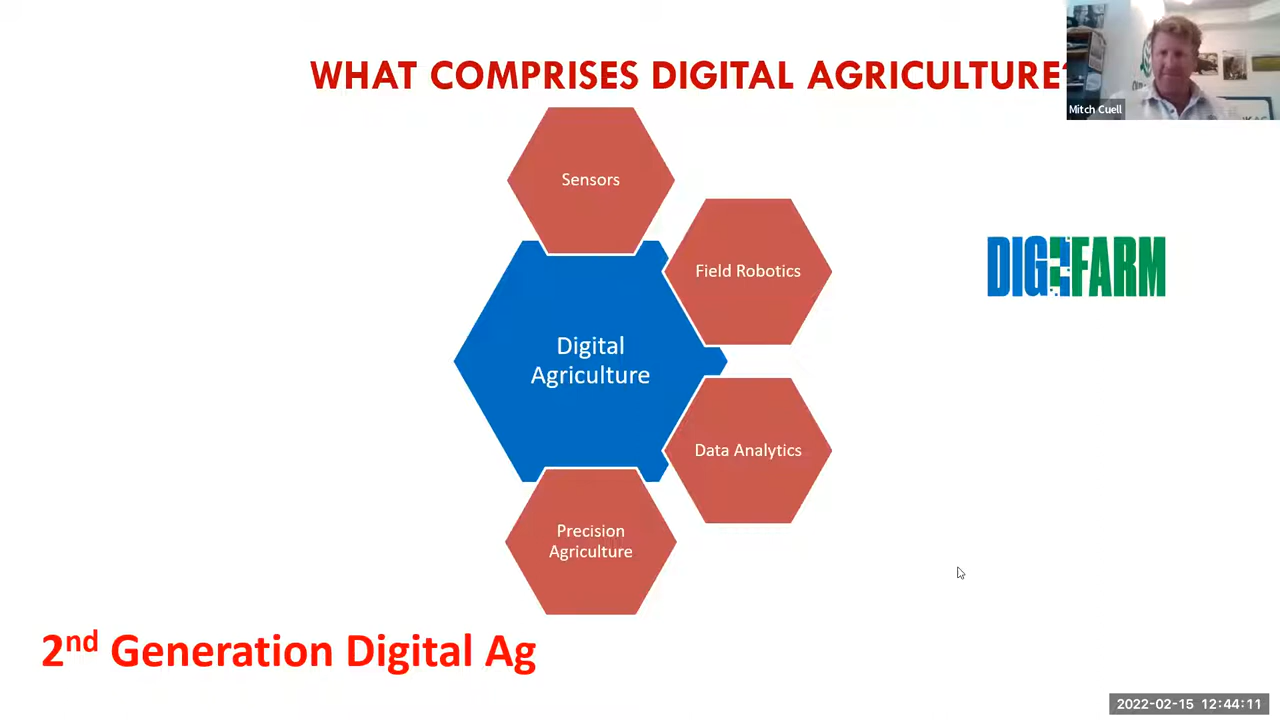 WHAT COMPRISES DIGITAL AGRICULTURE?
Mitch Cuell
Sensors
Field Robotics
DIGIFARM
Digital
Agriculture
Data Analytics
Precision
Agriculture
2nd Generation Digital Ag
2022-02-15 12:44:11